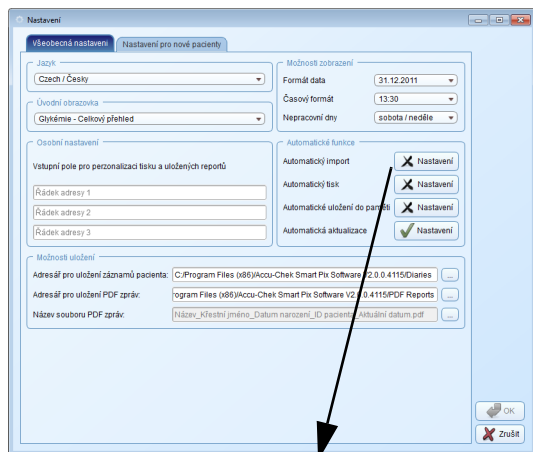 Nastavení
Všeobecná nastavení
Nastavení pro nové pacienty
Jazyk
Czech / Česky
Úvodní obrazovka
Glykémie - Celkový přehled
Možnosti zobrazení
Formát data
31.12.2011
Časový formát
13:30
Nepracovní dny
sobota / neděle
Osobní nastavení
Vstupní pole pro personalizaci tisku a uložených reportů
Řádek adresy 1
Řádek adresy 2
Řádek adresy 3
Automatické funkce
Automatický import
Nastavení
Automatický tisk
Nastavení
Automatické uložení do paměti
Nastavení
Automatická aktualizace
Nastavení
Možnosti uložení
Adresář pro uložení záznamů pacienta:
C:/Program Files (x86)/Accu-Chek Smart Pix Software V2.0.0.4115/Diaries
...
Adresář pro uložení PDF zpráv:
rogram Files (x86)/Accu-Chek Smart Pix Software V2.0.0.4115/PDF Reports
...
Název souboru PDF zpráv:
Název_Křestní jméno_Datum narození_ID pacienta_Aktuální datum.pdf
...
OK
Zrušit